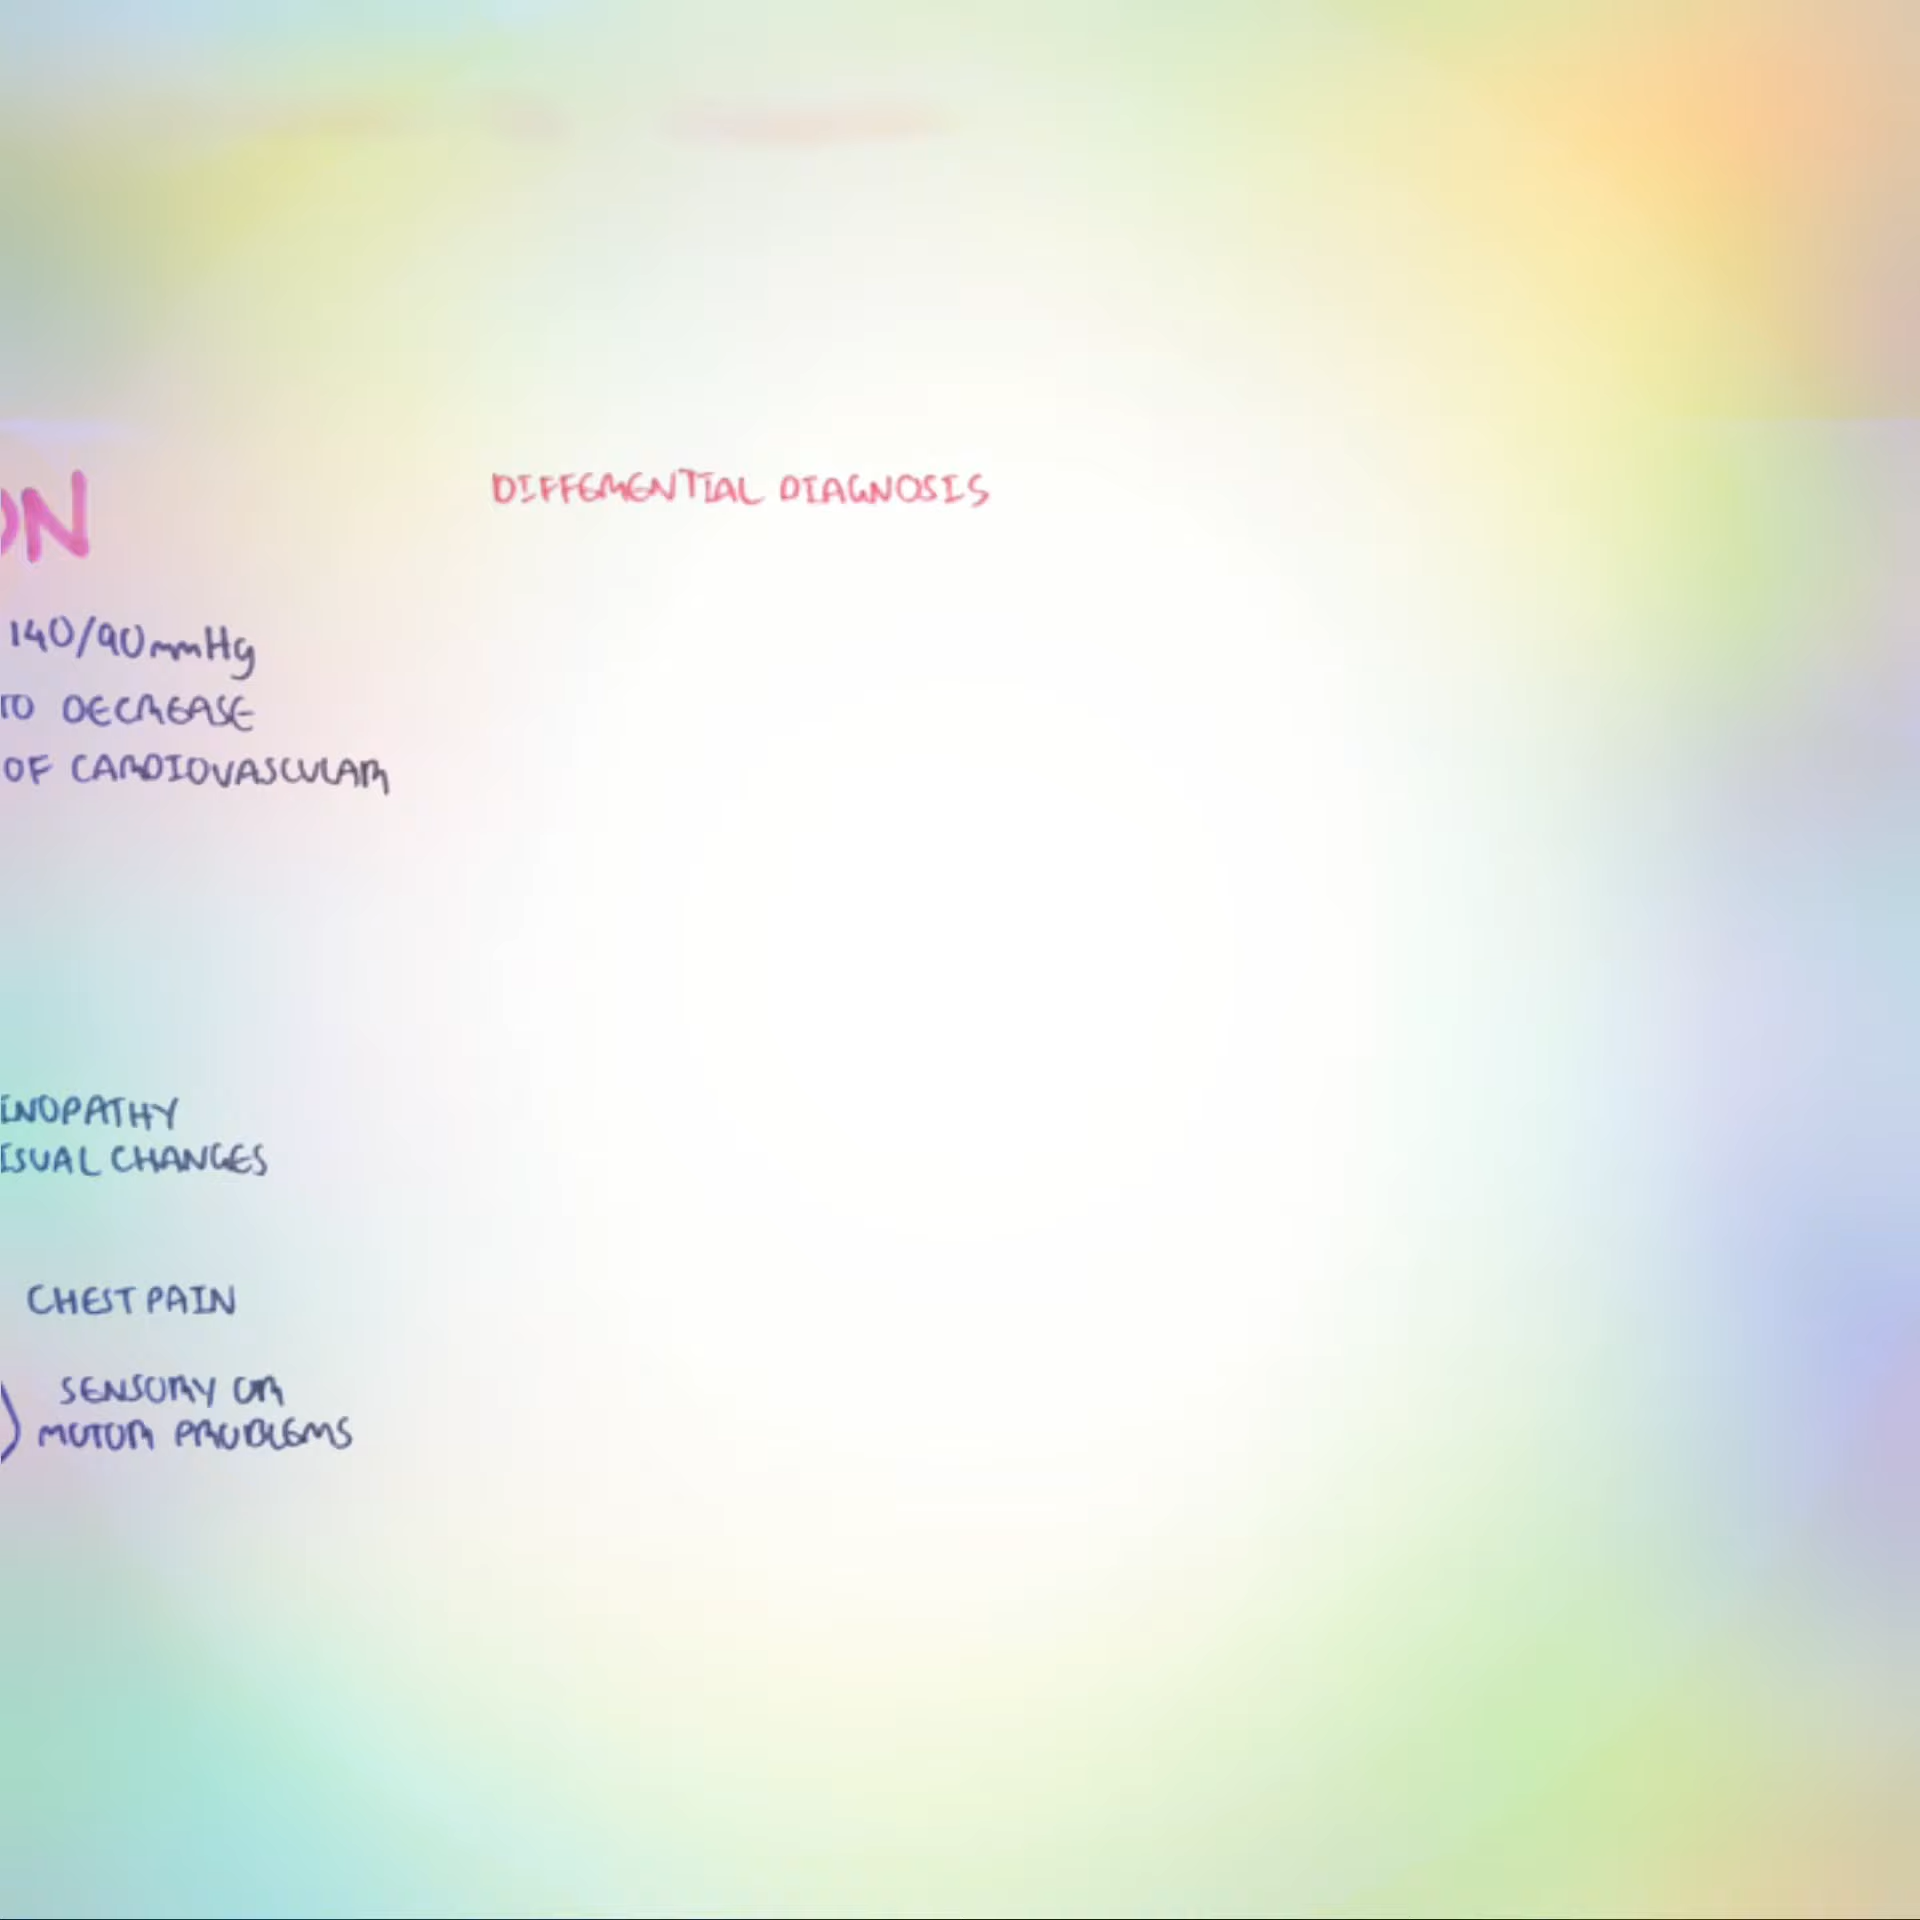 ON
DIFFERENTIAL DIAGNOSIS
140/90mmHg
TO DECREASE
OF CARDIOVASCULAR
INOPATHY
ISUAL CHANGES
CHEST PAIN
) SENSORY OR
MOTOR PROBLEMS